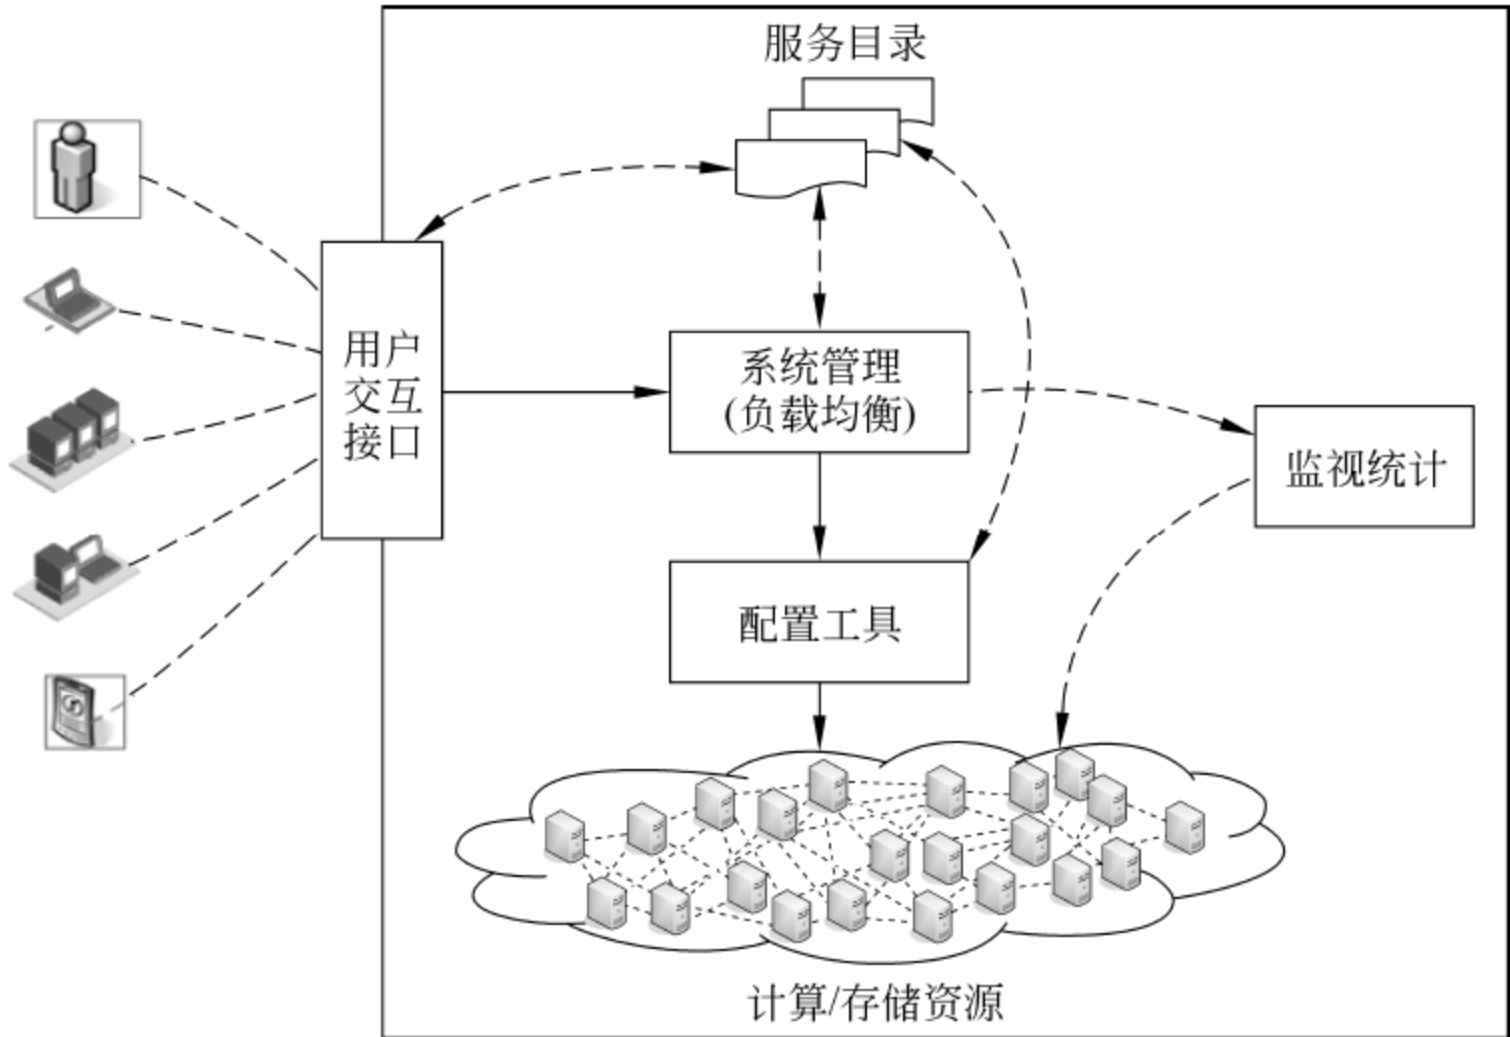 服务目录
用户
交互
接口
系统管理
(负载均衡)
监视统计
配置工具
计算/存储资源